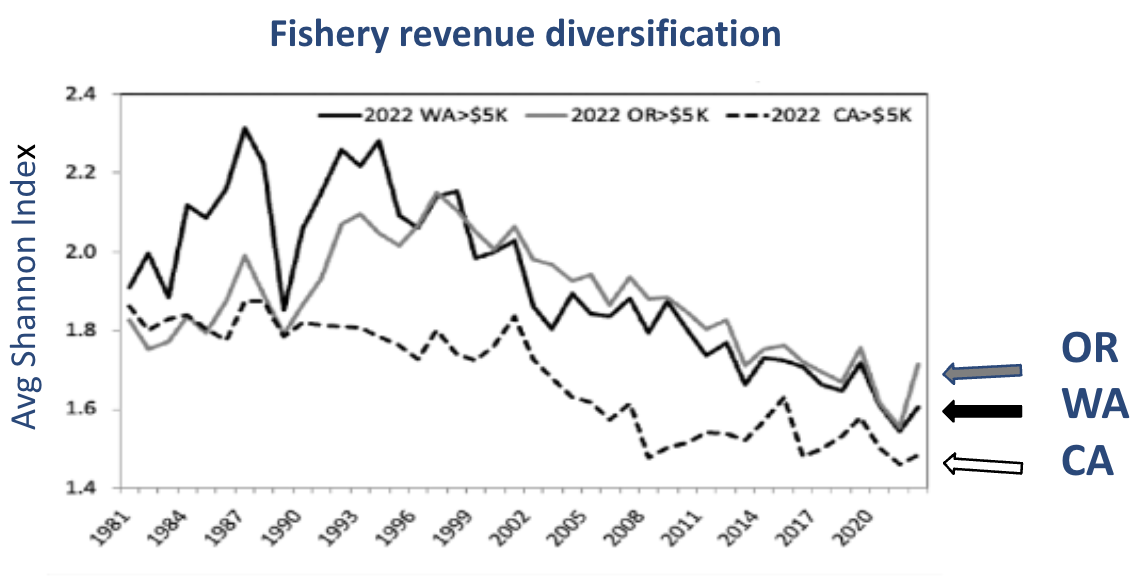 Fishery revenue diversification
2.4
2022 WA>$5K 2022 OR>$5K 2022 CA>$5K
2.2
2.0
1.8
1.6
1.4
Avg Shannon Index
1981 1984 1987 1990 1993 1996 1999 2002 2005 2008 2011 2014 2017 2020
OR
WA
CA